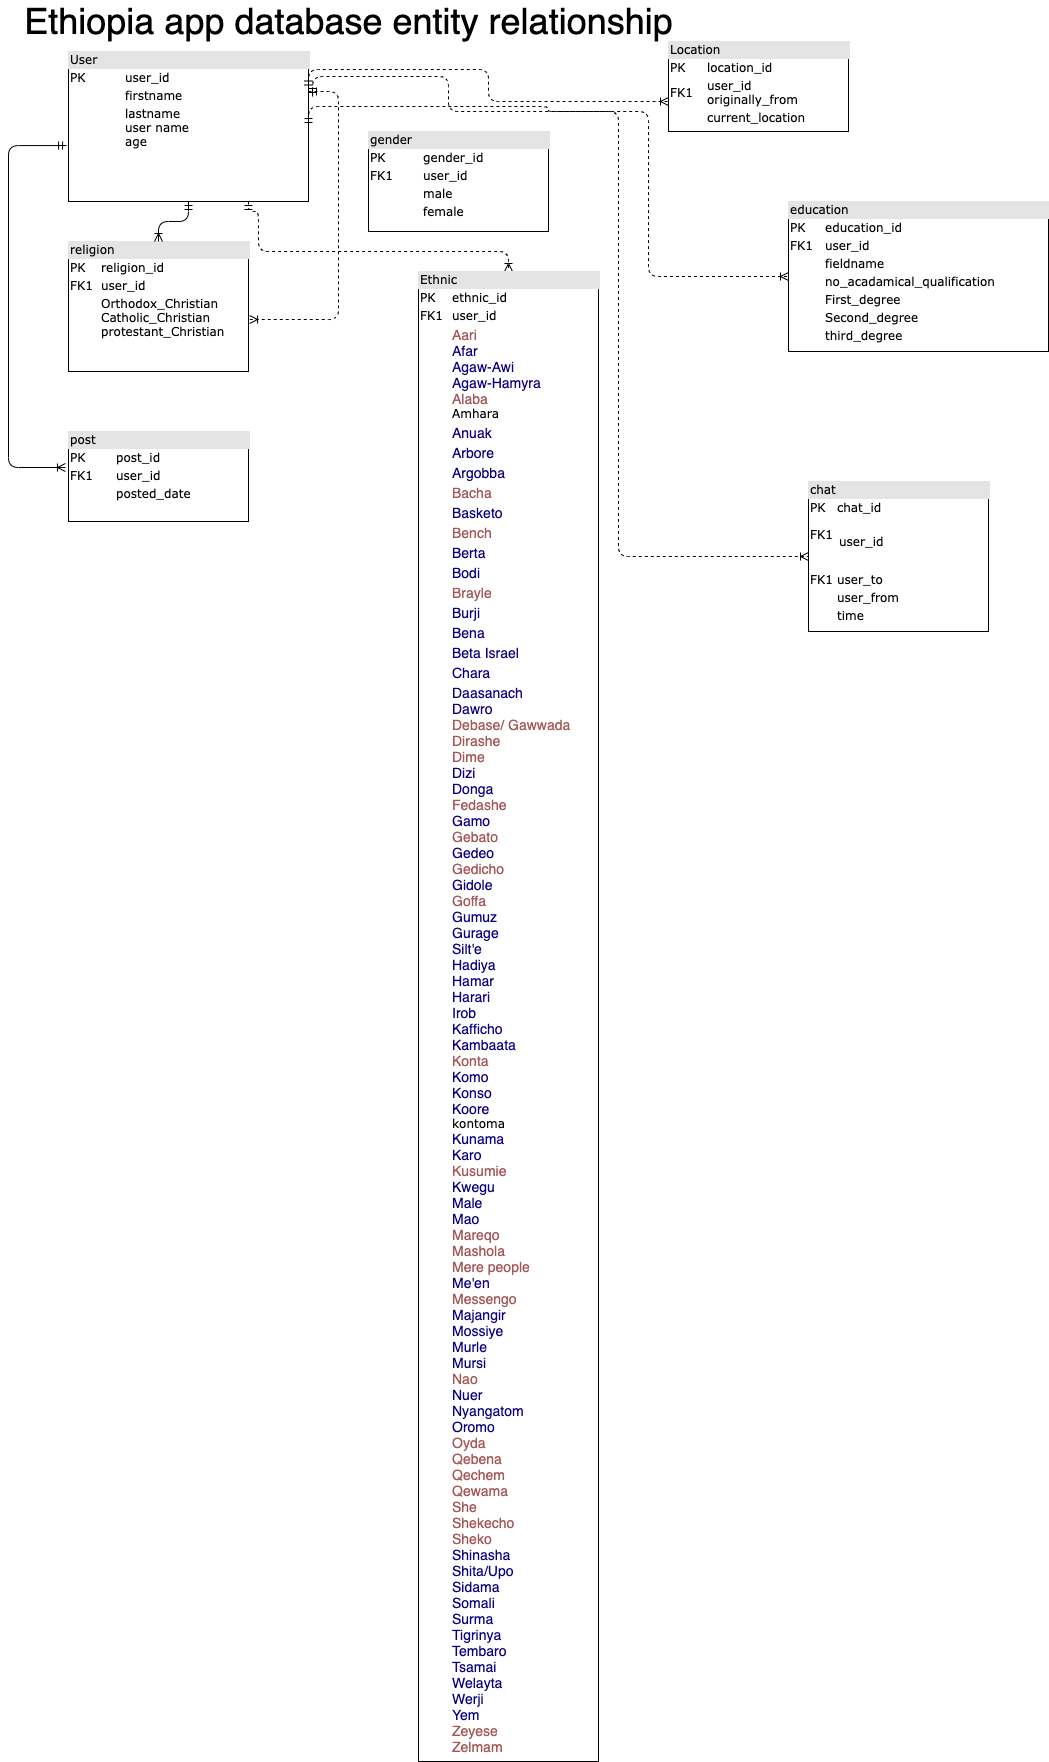 Ethiopia app database entity relationship
User
PK user_id
firstname
lastname
user name
age
Location
PK location_id
FK1 user_id
originally_from
current_location
gender
PK gender_id
FK1 user_id
male
female
education
PK education_id
FK1 user_id
fieldname
no_acadamical_qualification
First_degree
Second_degree
third_degree
religion
PK religion_id
FK1 user_id
Orthodox_Christian
Catholic_Christian
protestant_Christian
post
PK post_id
FK1 user_id
posted_date
chat
PK chat_id
FK1 user_id
FK1 user_to
user_from
time
Ethnic
PK ethnic_id
FK1 user_id
Aari
Afar
Agaw-Awi
Agaw-Hamyra
Alaba
Amhara
Anuak
Arbore
Argobba
Bacha
Basketo
Bench
Berta
Bodi
Brayle
Burji
Bena
Beta Israel
Chara
Daasanach
Dawro
Debase/ Gawwada
Dirashe
Dime
Dizi
Donga
Fedashe
Gamo
Gebato
Gedeo
Gedicho
Gidole
Goffa
Gumuz
Gurage
Silt'e
Hadiya
Hamar
Harari
Irob
Kafficho
Kambaata
Konta
Komo
Konso
Koore
kontoma
Kunama
Karo
Kusumie
Kwegu
Male
Mao
Mareqo
Mashola
Mere people
Me'en
Messengo
Majangir
Mossiye
Murle
Mursi
Nao
Nuer
Nyangatom
Oromo
Oyda
Qebena
Qechem
Qewama
She
Shekecho
Sheko
Shinasha
Shita/Upo
Sidama
Somali
Surma
Tigrinya
Tembaro
Tsamai
Welayta
Werji
Yem
Zeyese
Zelmam